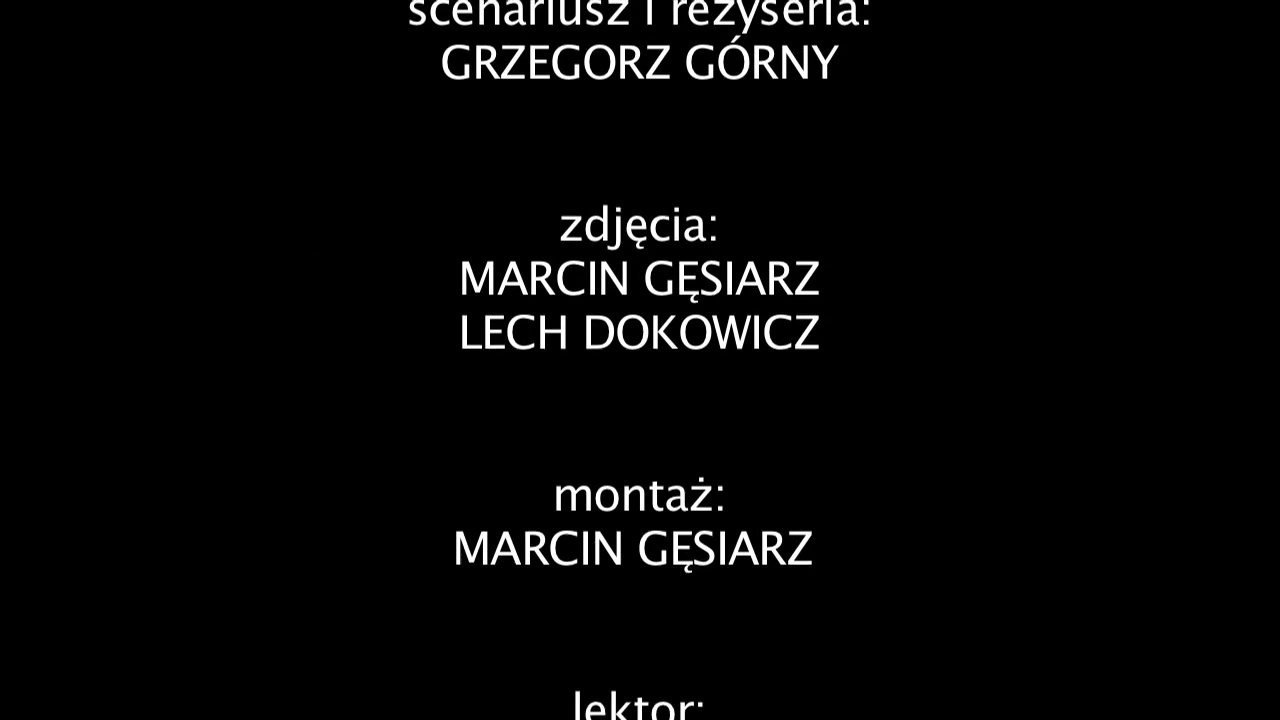 scenariusz i reżyseria:
GRZEGORZ GÓRNY
zdjęcia:
MARCIN GĘSIARZ
LECH DOKOWICZ
montaż:
MARCIN GĘSIARZ
lektor: